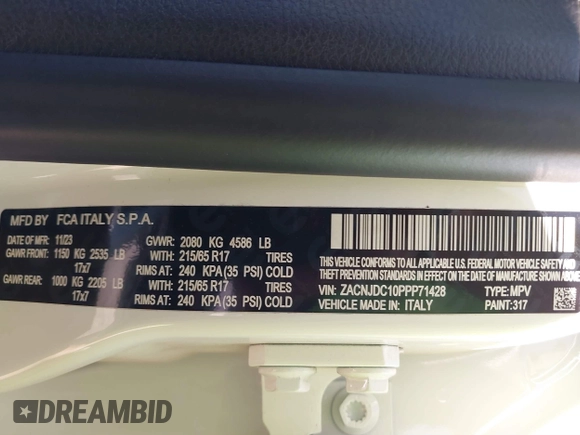 MFD BY FCA ITALY S.P.A.
DATE OF MFR: 11/23 GVWR: 2080 KG 4586 LB
GAWR FRONT: 1150 KG 2535 LB WITH: 215/65 R17 TIRES
17x7 RIMS AT: 240 KPA (35 PSI) COLD
GAWR REAR: 1000 KG 2205 LB WITH: 215/65 R17 TIRES
17x7 RIMS AT: 240 KPA (35 PSI) COLD
THIS VEHICLE CONFORMS TO ALL APPLICABLE U.S. FEDERAL MOTOR VEHICLE SAFETY AND
THEFT PREVENTION STANDARDS IN EFFECT ON THE DATE OF MANUFACTURE SHOWN ABOVE.
VIN: ZACNJDC10PPP71428 TYPE: MPV
VEHICLE MADE IN: ITALY PAINT:317
DREAMBID